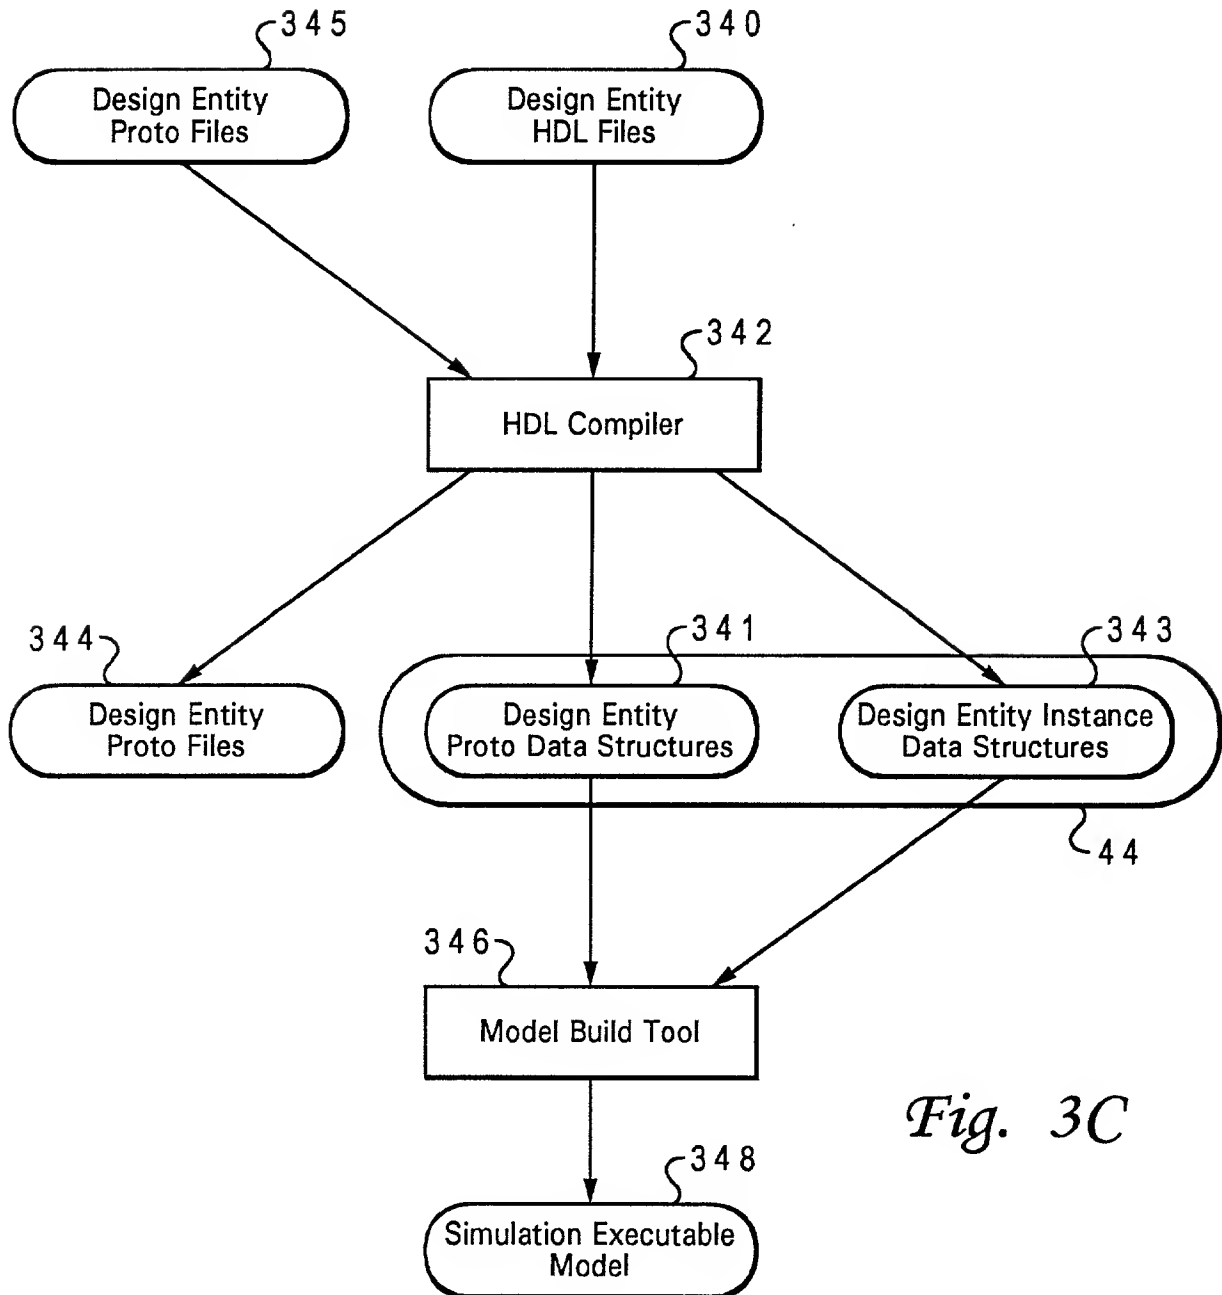 345
340
Design Entity
Proto Files
Design Entity
HDL Files
342
HDL Compiler
344
341
343
Design Entity
Proto Files
Design Entity
Proto Data Structures
Design Entity Instance
Data Structures
44
346
Model Build Tool
Fig. 3C
348
Simulation Executable
Model